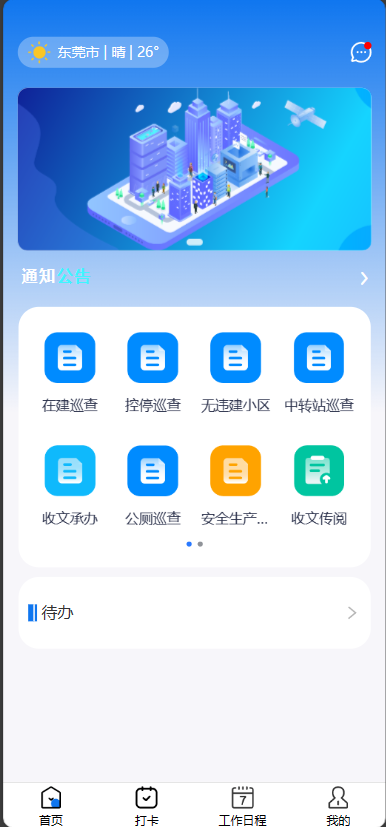 东莞市 | 晴 | 26°
通知公告
在建巡查 控停巡查 无违建小区 中转站巡查
收文承办 公厕巡查 安全生产... 收文传阅
待办
7
首页 打卡 工作日程 我的